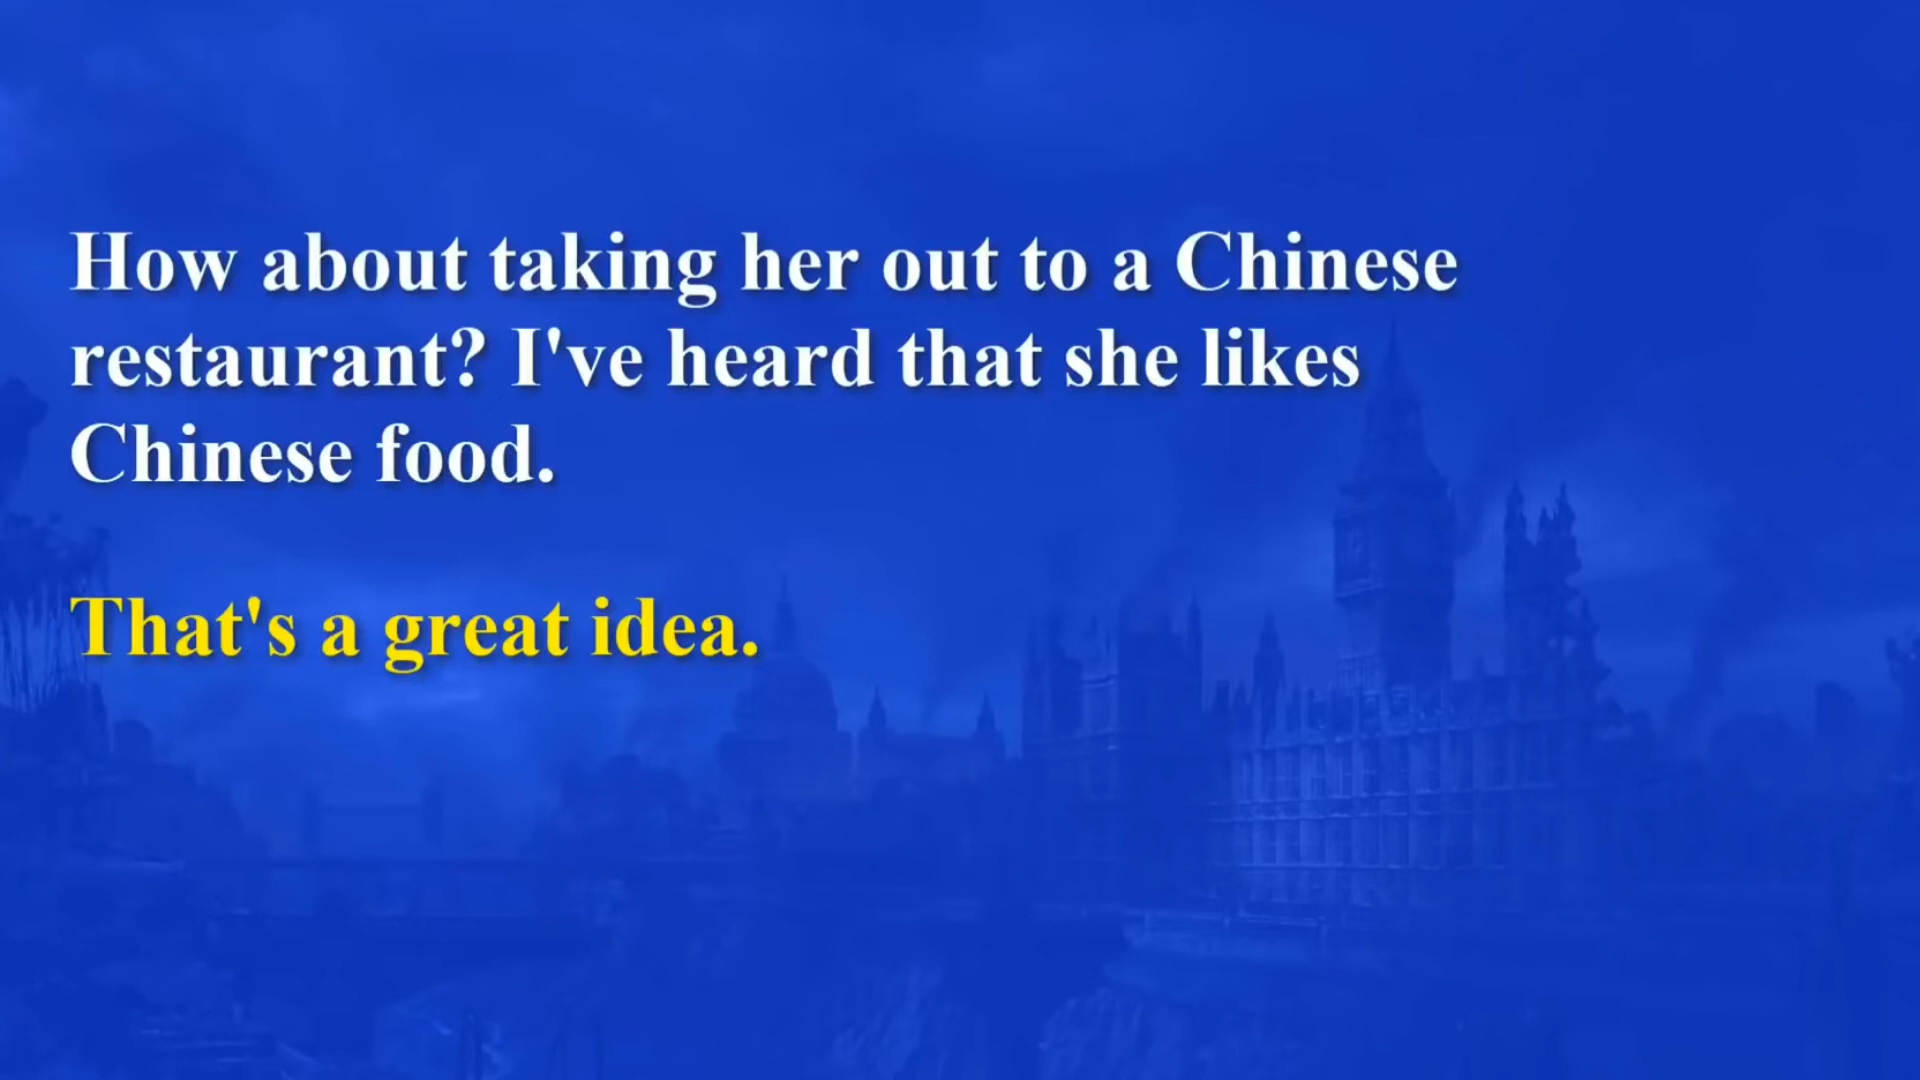 How about taking her out to a Chinese
restaurant? I've heard that she likes
Chinese food.
That's a great idea.